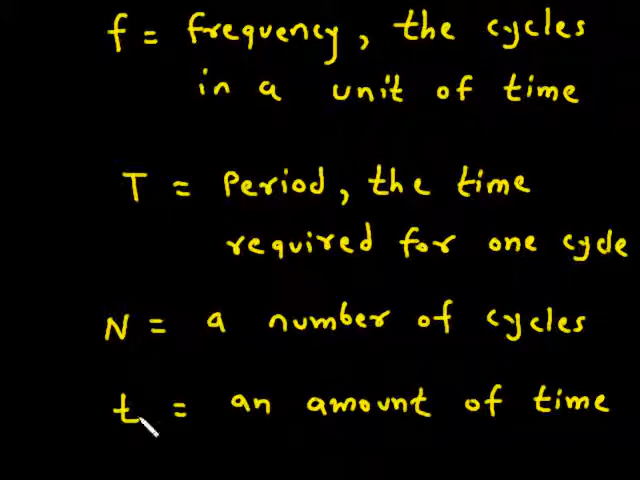 f = frequency, the cycles
in a unit of time
T = Period, the time
required for one cycle
N = a number of cycles
t = an amount of time